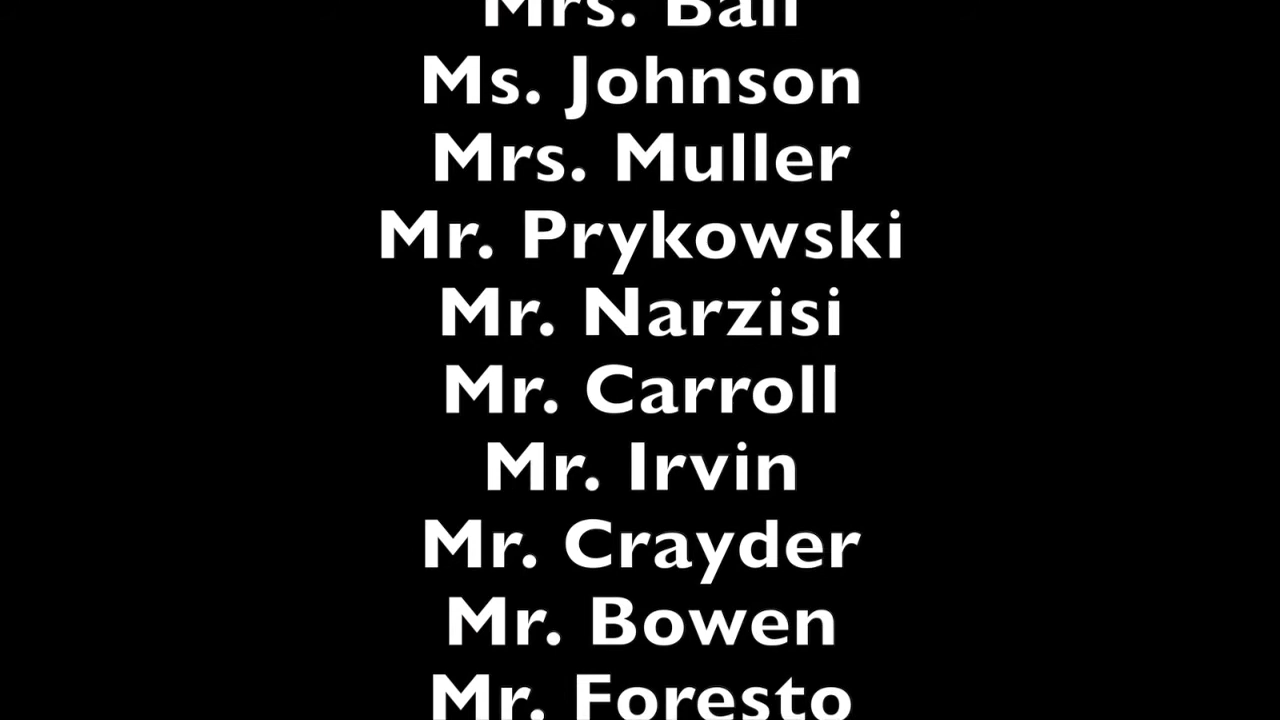 Mrs. Ball
Ms. Johnson
Mrs. Muller
Mr. Prykowski
Mr. Narzisi
Mr. Carroll
Mr. Irvin
Mr. Crayder
Mr. Bowen
Mr. Foresto